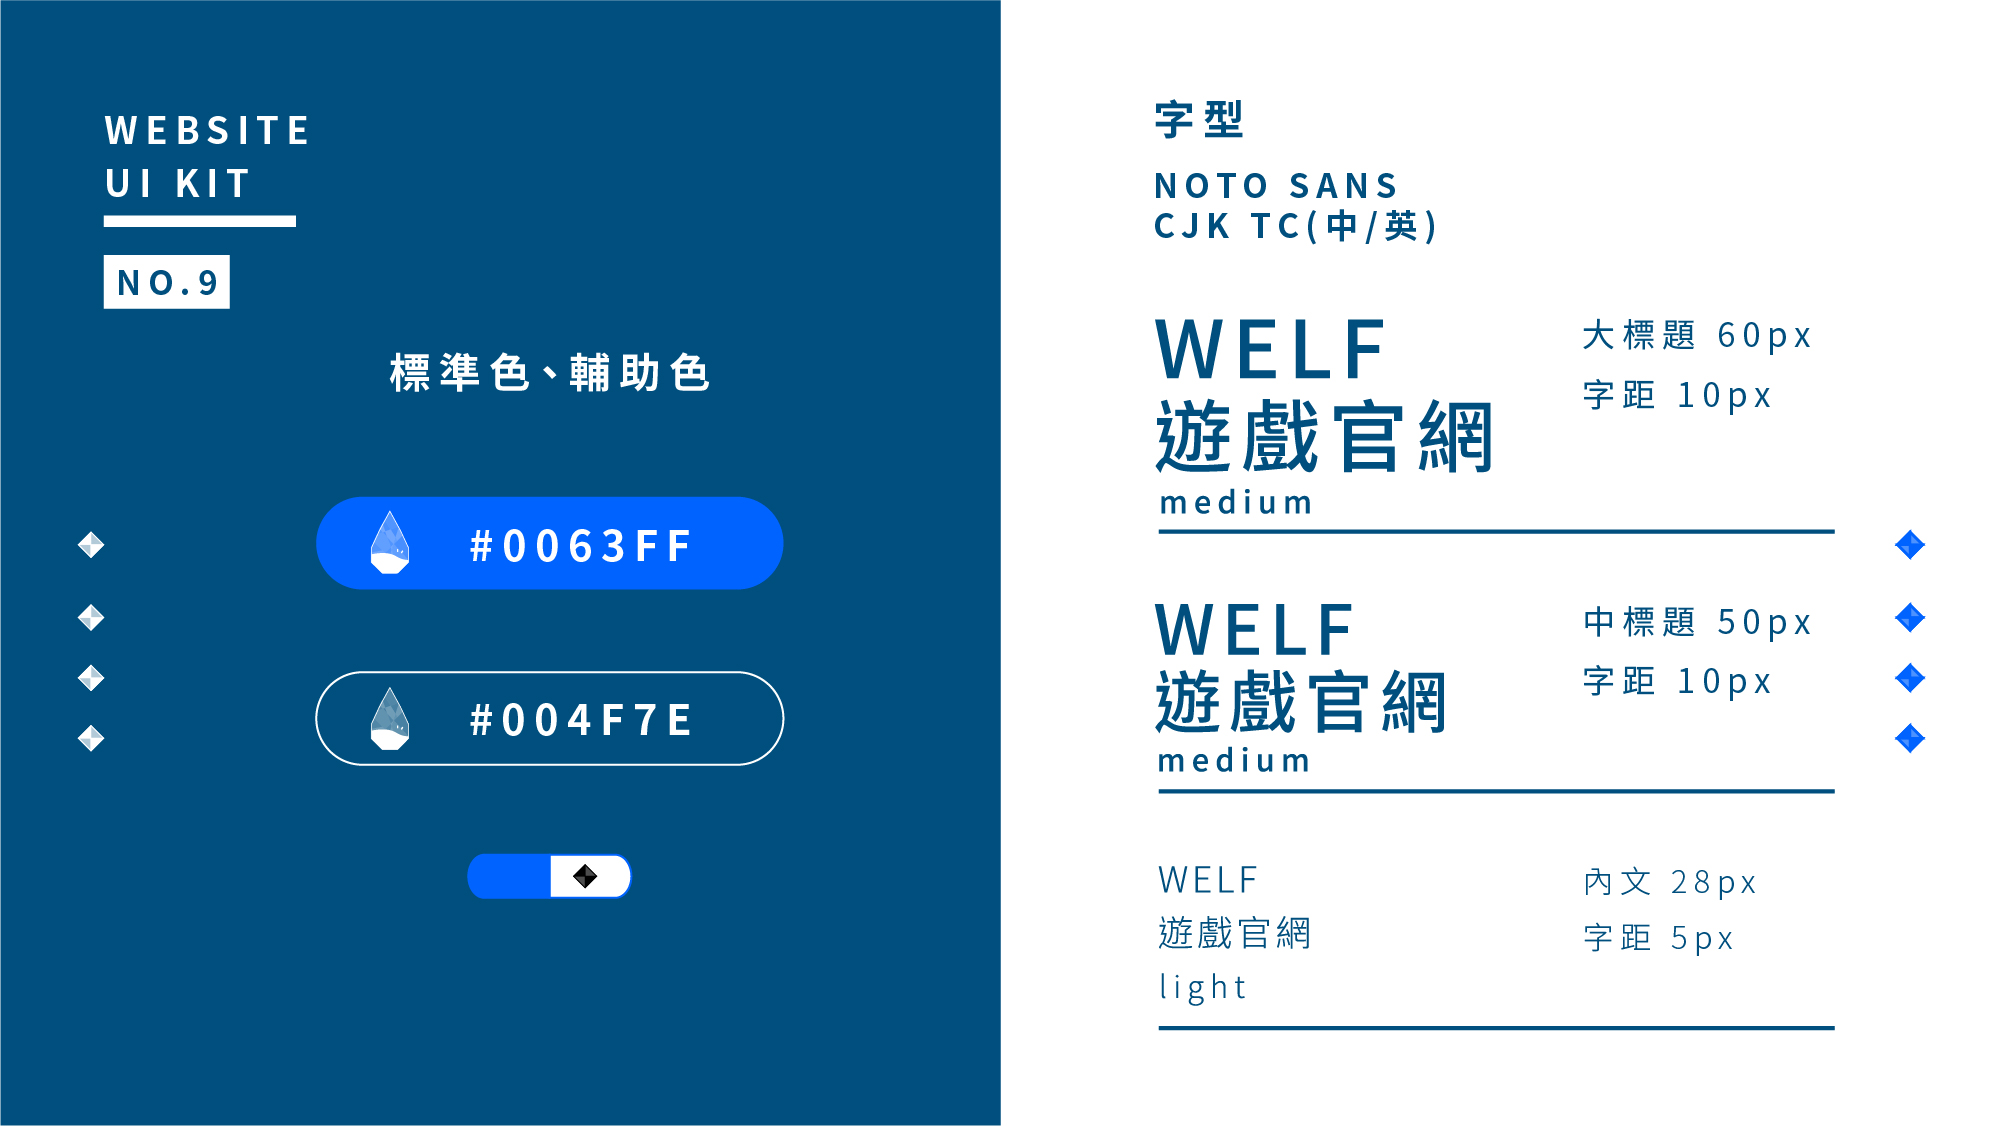 WEBSITE
UI KIT
NO.9
標準色、輔助色
#0063FF
#004F7E
字型
NOTO SANS
CJK TC(中/英)
WELF
遊戲官網
medium
大標題 60px
字距 10px
WELF
遊戲官網
medium
中標題 50px
字距 10px
WELF
遊戲官網
light
內文 28px
字距 5px